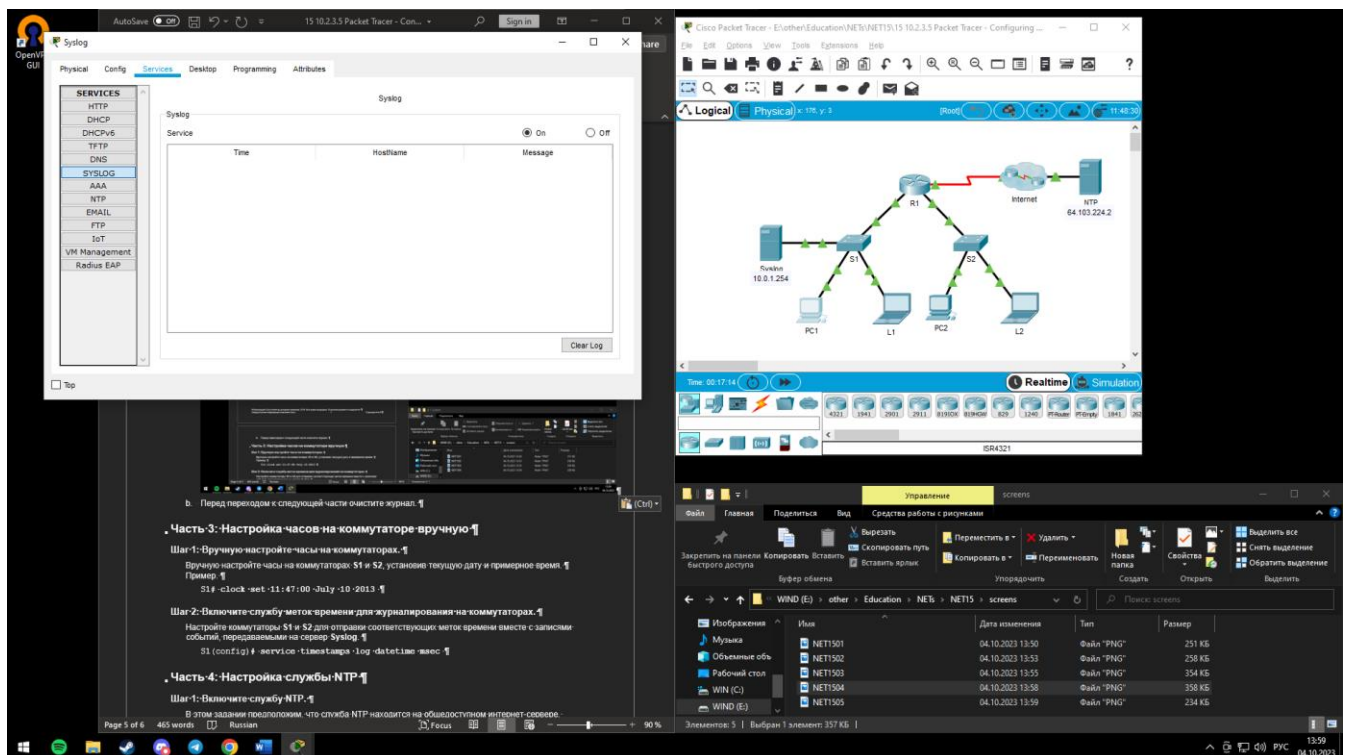 OpenVPN
GUI
AutoSave Off 15 10.2.3.5 Packet Tracer - Con... Sign in
Syslog
Physical Config Services Desktop Programming Attributes
SERVICES
HTTP
DHCP
DHCPv6
TFTP
DNS
SYSLOG
AAA
NTP
EMAIL
FTP
IoT
VM Management
Radius EAP
Syslog
Syslog
Service On Off
Time HostName Message
Clear Log
Top
(Ctrl)
b. Перед переходом к следующей части очистите журнал. ¶
Часть·3:·Настройка·часов·на·коммутаторе·вручную·¶
Шаг·1:·Вручную·настройте·часы·на·коммутаторах.·¶
Вручную настройте часы на коммутаторах S1 и S2, установив текущую дату и примерное время. ¶
Пример. ¶
S1# ·clock ·set ·11:47:00 ·July ·10 ·2013 ·¶
Шаг·2:·Включите·службу·меток·времени·для·журналирования·на·коммутаторах.·¶
Настройте коммутаторы S1 и S2 для отправки соответствующих меток времени вместе с записями
событий, передаваемыми на сервер Syslog. ¶
S1(config)# ·service ·timestamps ·log ·datetime ·msec ·¶
Часть·4:·Настройка·службы·NTP·¶
Шаг·1:·Включите·службу·NTP.·¶
В этом задании предположим, что служба NTP находится на общедоступном интернет-сервере.
Page 5 of 6 465 words Russian Focus 90 %
Cisco Packet Tracer - E:\other\Education\NETs\NET15\15 10.2.3.5 Packet Tracer - Configuring ...
File Edit Options View Tools Extensions Help
Logical Physical x: 175, y: 3 [Root] 11:48:30
R1
Internet
NTP
64.103.224.2
S1
S2
Syslog
10.0.1.254
PC1
L1
PC2
L2
Time: 00:17:14 Realtime Simulation
4321 1941 2901 2911 819IOX 819HGW 829 1240 PT-Router PT-Empty 1841
ISR4321
Управление screens
Файл Главная Поделиться Вид Средства работы с рисунками
Закрепить на панели быстрого доступа
Копировать Вставить
Вырезать
Скопировать путь
Вставить ярлык
Переместить в
Копировать в
Удалить
Переименовать
Новая папка
Свойства
Выделить все
Снять выделение
Обратить выделение
Буфер обмена Упорядочить Создать Открыть Выделить
WIND (E:) › other › Education › NETs › NET15 › screens Поиск: screens
Изображения
Музыка
Объемные объ
Рабочий стол
WIN (C:)
WIND (E:)
Имя Дата изменения Тип Размер
NET1501 04.10.2023 13:50 Файл "PNG" 251 КБ
NET1502 04.10.2023 13:53 Файл "PNG" 258 КБ
NET1503 04.10.2023 13:55 Файл "PNG" 354 КБ
NET1504 04.10.2023 13:58 Файл "PNG" 358 КБ
NET1505 04.10.2023 13:59 Файл "PNG" 234 КБ
Элементов: 5 Выбран 1 элемент: 357 КБ
РУС
13:59
04.10.2023